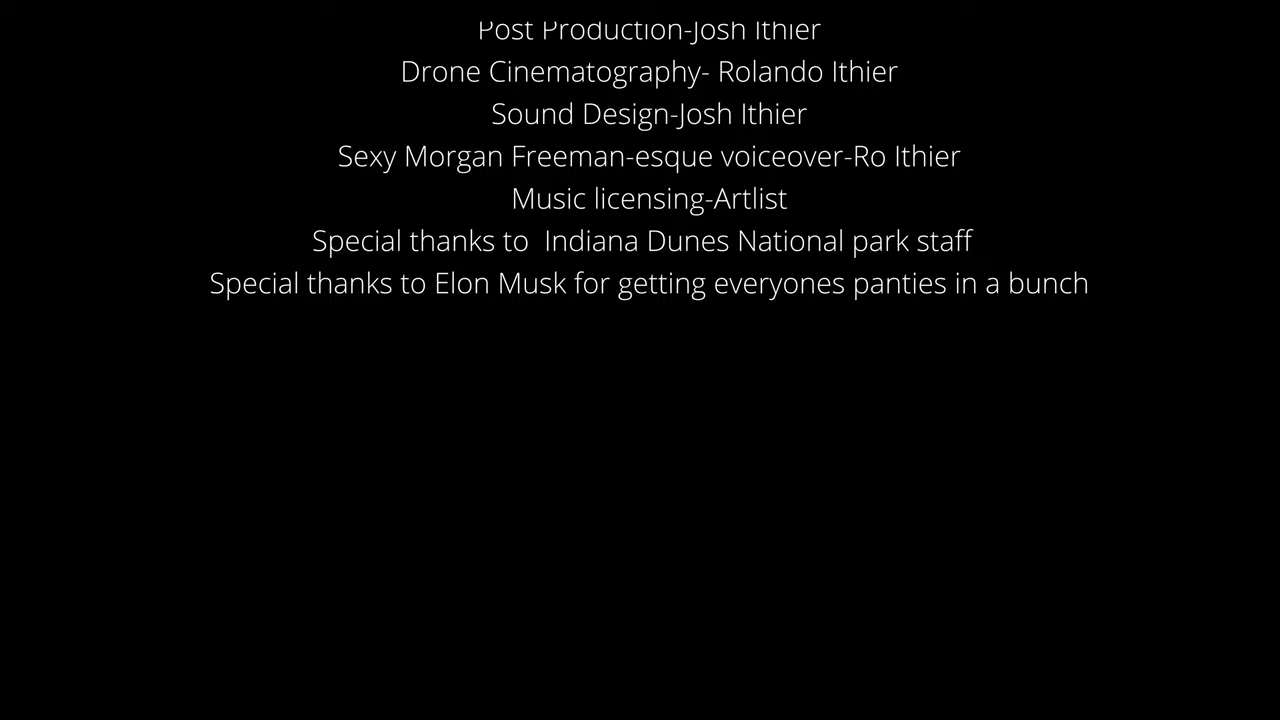 Post Production-Josh Ithier
Drone Cinematography- Rolando Ithier
Sound Design-Josh Ithier
Sexy Morgan Freeman-esque voiceover-Ro Ithier
Music licensing-Artlist
Special thanks to  Indiana Dunes National park staff
Special thanks to Elon Musk for getting everyones panties in a bunch